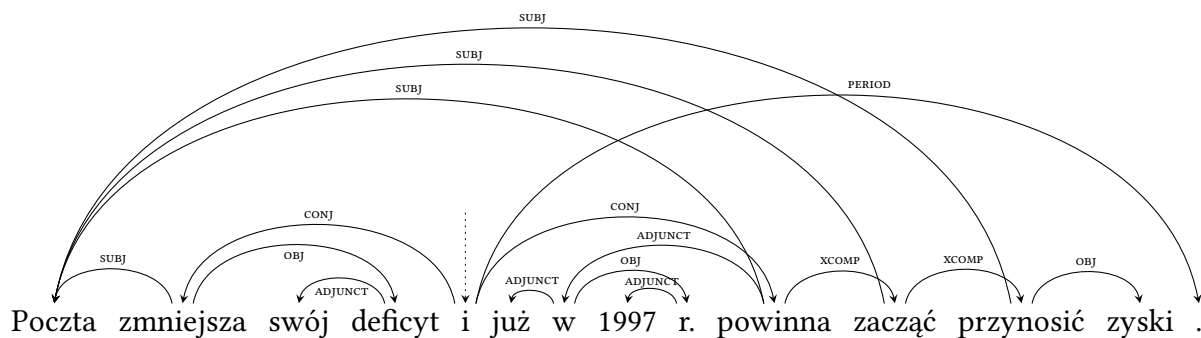 SUBJ
SUBJ
SUBJ PERIOD
CONJ CONJ
ADJUNCT
SUBJ OBJ OBJ XCOMP XCOMP OBJ
ADJUNCT ADJUNCT ADJUNCT
Poczta zmniejsza swój deficyt i już w 1997 r. powinna zacząć przynosić zyski .